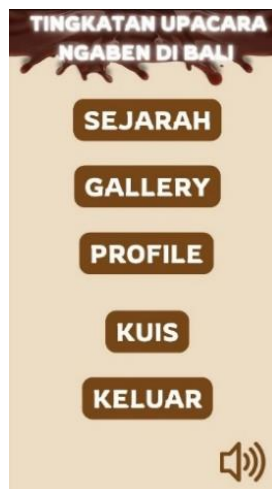 TINGKATAN UPACARA
NGABEN DI BALI
SEJARAH
GALLERY
PROFILE
KUIS
KELUAR